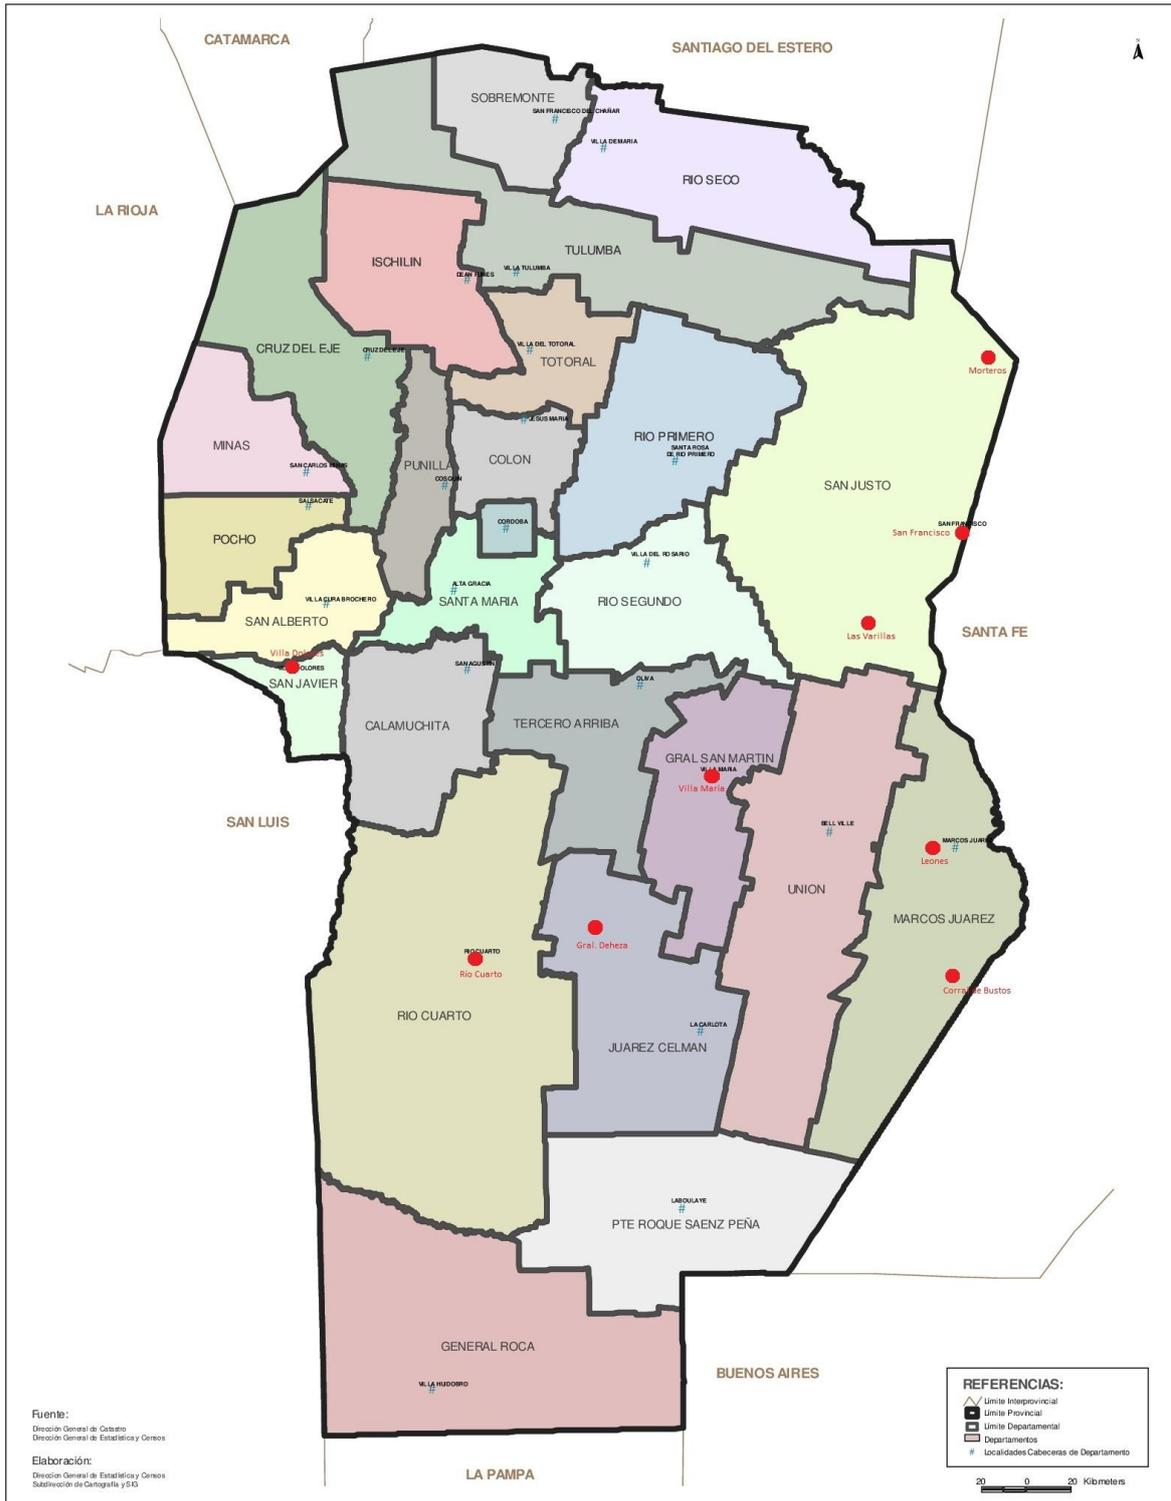 N
CATAMARCA
SANTIAGO DEL ESTERO
SOBREMONTE
SAN FRANCISCO DEL CHAÑAR
#
VILLA DE MARIA
#
RIO SECO
LA RIOJA
TULUMBA
ISCHILIN
DEAN FUNES
#
VILLA TULUMBA
#
CRUZ DEL EJE
CRUZ DEL EJE
#
VILLA DEL TOTORAL
#
TOTORAL
Morteros
JESUS MARIA
#
MINAS
SAN CARLOS MINAS
#
PUNILLA
COSQUIN
#
COLON
RIO PRIMERO
SANTA ROSA
DE RIO PRIMERO
#
SAN JUSTO
SALSACATE
#
POCHO
CORDOBA
#
SAN FRANCISCO
San Francisco
VILLA DEL ROSARIO
#
ALTA GRACIA
#
SANTA MARIA
RIO SEGUNDO
VILLA CURA BROCHERO
#
SAN ALBERTO
Las Varillas
SANTA FE
Villa Dolores
DOLORES
SAN JAVIER
SAN AGUSTIN
#
OLIVA
#
CALAMUCHITA
TERCERO ARRIBA
GRAL SAN MARTIN
VILLA MARIA
Villa María
SAN LUIS
BELL VILLE
#
MARCOS JUAREZ
#
Leones
UNION
MARCOS JUAREZ
Gral. Deheza
RIO CUARTO
Río Cuarto
Corral de Bustos
RIO CUARTO
LA CARLOTA
#
JUAREZ CELMAN
LABOULAYE
#
PTE ROQUE SAENZ PEÑA
GENERAL ROCA
VILLA HUIDOBRO
#
BUENOS AIRES
LA PAMPA
Fuente:
Dirección General de Catastro
Dirección General de Estadística y Censos
Elaboración:
Direccion General de Estadística y Censos
Subdirección de Cartografía y SIG
REFERENCIAS:
Límite Interprovincial
Límite Provincial
Límite Departamental
Departamentos
# Localidades Cabeceras de Departamento
20 0 20 Kilometers